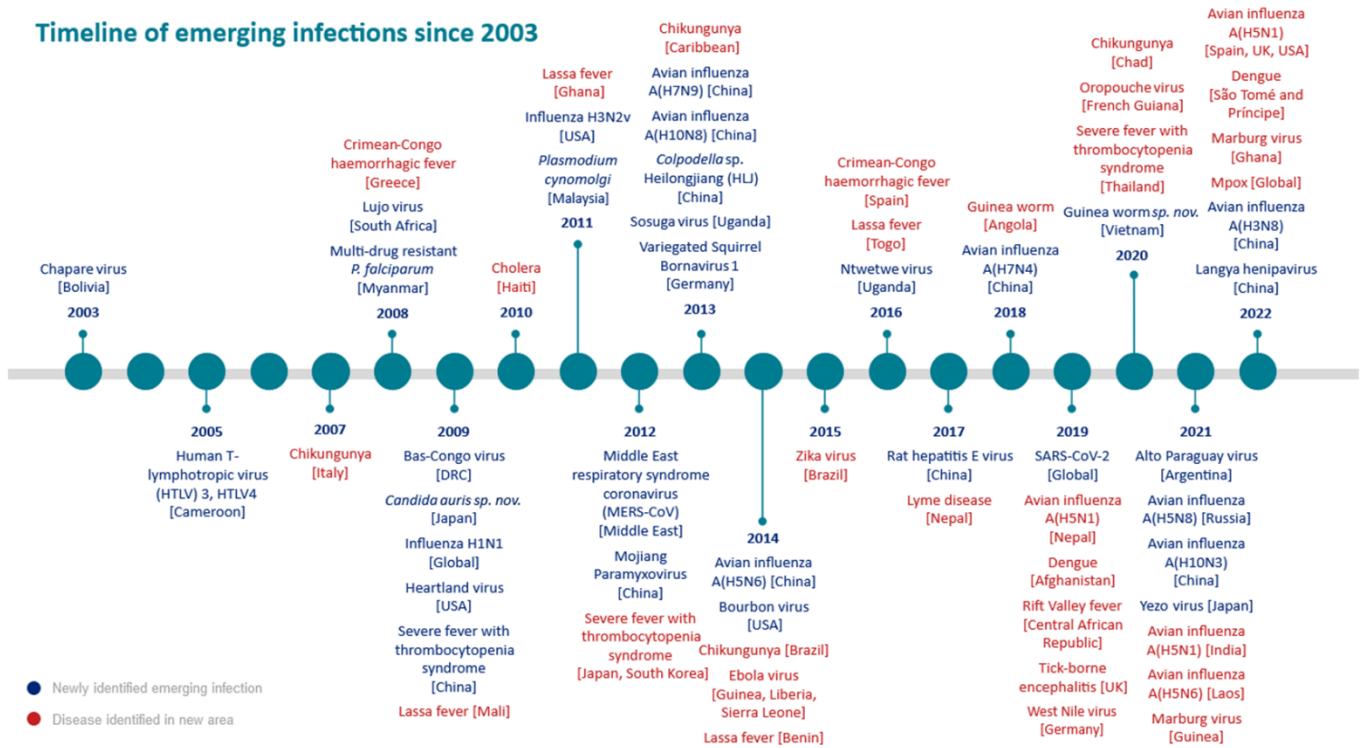 Timeline of emerging infections since 2003
Chapare virus
[Bolivia]
2003
Crimean-Congo
haemorrhagic fever
[Greece]
Lujo virus
[South Africa]
Multi-drug resistant
P. falciparum
[Myanmar]
2008
Cholera
[Haiti]
2010
Lassa fever
[Ghana]
Influenza H3N2v
[USA]
Plasmodium
cynomolgi
[Malaysia]
2011
Chikungunya
[Caribbean]
Avian influenza
A(H7N9) [China]
Avian influenza
A(H10N8) [China]
Colpodella sp.
Heilongjiang (HLJ)
[China]
Sosuga virus [Uganda]
Variegated Squirrel
Bornavirus 1
[Germany]
2013
Crimean-Congo
haemorrhagic fever
[Spain]
Lassa fever
[Togo]
Ntwetwe virus
[Uganda]
2016
Guinea worm
[Angola]
Avian influenza
A(H7N4)
[China]
2018
Chikungunya
[Chad]
Oropouche virus
[French Guiana]
Severe fever with
thrombocytopenia
syndrome
[Thailand]
Guinea worm sp. nov.
[Vietnam]
2020
Avian influenza
A(H5N1)
[Spain, UK, USA]
Dengue
[São Tomé and
Príncipe]
Marburg virus
[Ghana]
Mpox [Global]
Avian influenza
A(H3N8)
[China]
Langya henipavirus
[China]
2022
2005
Human T-
lymphotropic virus
(HTLV) 3, HTLV4
[Cameroon]
2007
Chikungunya
[Italy]
2009
Bas-Congo virus
[DRC]
Candida auris sp. nov.
[Japan]
Influenza H1N1
[Global]
Heartland virus
[USA]
Severe fever with
thrombocytopenia
syndrome
[China]
Lassa fever [Mali]
2012
Middle East
respiratory syndrome
coronavirus
(MERS-CoV)
[Middle East]
Mojiang
Paramyxovirus
[China]
Severe fever with
thrombocytopenia
syndrome
[Japan, South Korea]
2014
Avian influenza
A(H5N6) [China]
Bourbon virus
[USA]
Chikungunya [Brazil]
Ebola virus
[Guinea, Liberia,
Sierra Leone]
Lassa fever [Benin]
2015
Zika virus
[Brazil]
2017
Rat hepatitis E virus
[China]
Lyme disease
[Nepal]
2019
SARS-CoV-2
[Global]
Avian influenza
A(H5N1)
[Nepal]
Dengue
[Afghanistan]
Rift Valley fever
[Central African
Republic]
Tick-borne
encephalitis [UK]
West Nile virus
[Germany]
2021
Alto Paraguay virus
[Argentina]
Avian influenza
A(H5N8) [Russia]
Avian influenza
A(H10N3)
[China]
Yezo virus [Japan]
Avian influenza
A(H5N1) [India]
Avian influenza
A(H5N6) [Laos]
Marburg virus
[Guinea]
Newly identified emerging infection
Disease identified in new area